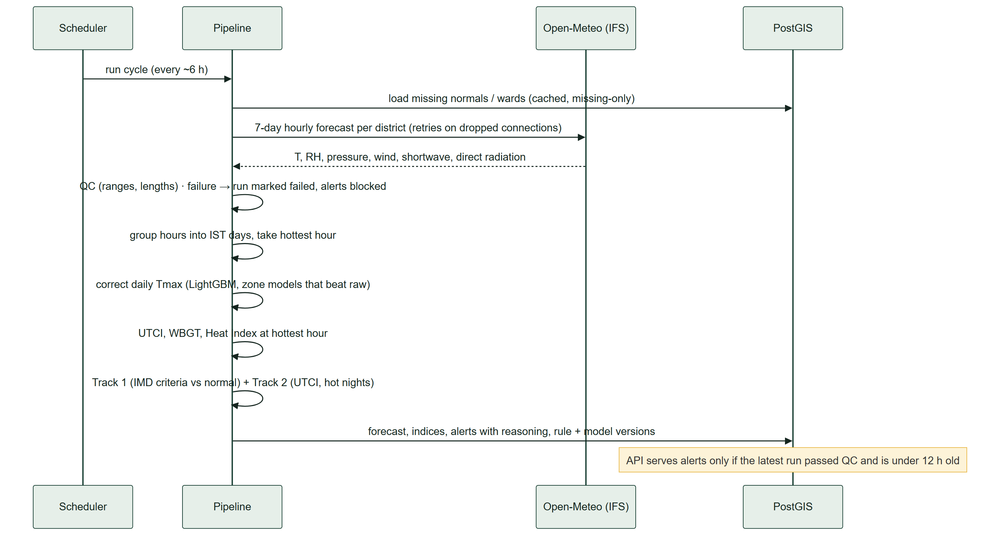 Scheduler
Pipeline
Open-Meteo (IFS)
PostGIS
run cycle (every ~6 h)
load missing normals / wards (cached, missing-only)
7-day hourly forecast per district (retries on dropped connections)
T, RH, pressure, wind, shortwave, direct radiation
QC (ranges, lengths) · failure → run marked failed, alerts blocked
group hours into IST days, take hottest hour
correct daily Tmax (LightGBM, zone models that beat raw)
UTCI, WBGT, Heat Index at hottest hour
Track 1 (IMD criteria vs normal) + Track 2 (UTCI, hot nights)
forecast, indices, alerts with reasoning, rule + model versions
API serves alerts only if the latest run passed QC and is under 12 h old
Scheduler
Pipeline
Open-Meteo (IFS)
PostGIS